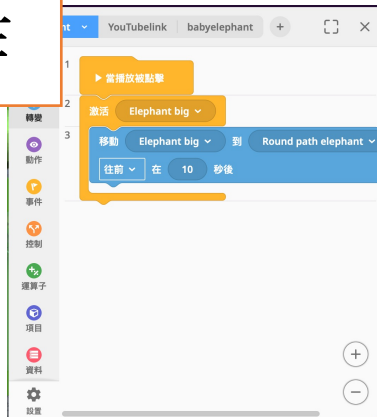 YouTubelink babyelephant +
1 當播放被點擊
2 激活 Elephant big
3 移動 Elephant big 到 Round path elephant
往前 在 10 秒後
轉變
動作
事件
控制
運算子
項目
資料
設置